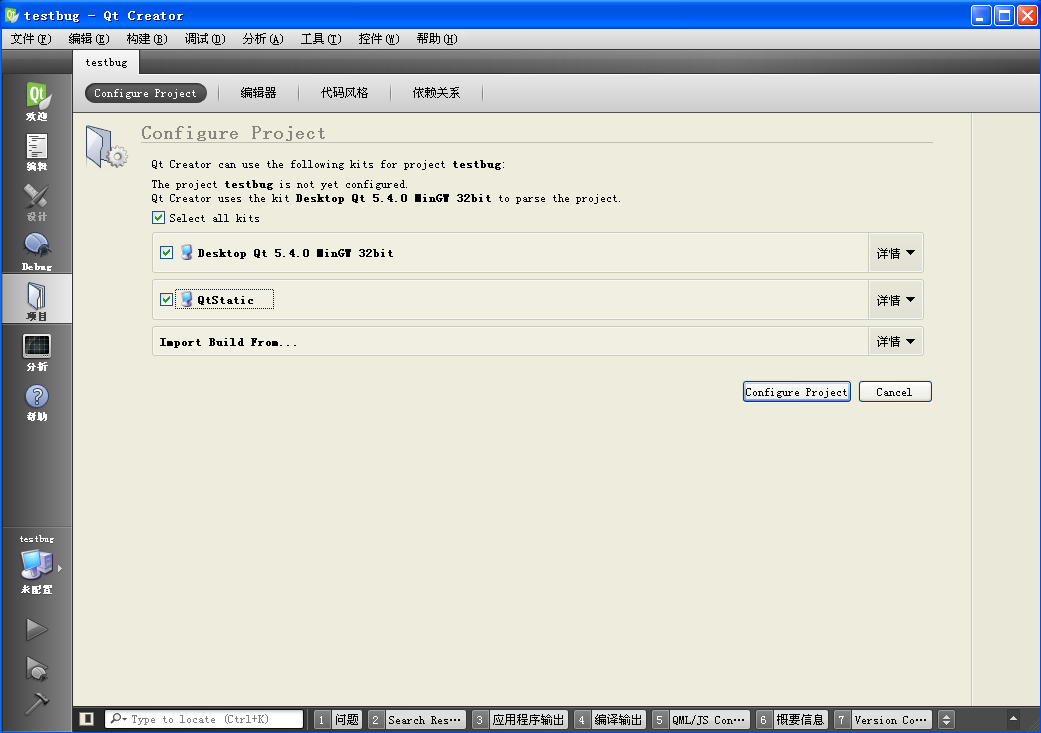 testbug - Qt Creator
文件(F) 编辑(E) 构建(B) 调试(D) 分析(A) 工具(T) 控件(W) 帮助(H)
testbug
Configure Project 编辑器 代码风格 依赖关系
欢迎
编辑
设计
Debug
项目
分析
帮助
testbug
未配置
Configure Project
Qt Creator can use the following kits for project testbug:
The project testbug is not yet configured.
Qt Creator uses the kit Desktop Qt 5.4.0 MinGW 32bit to parse the project.
Select all kits
Desktop Qt 5.4.0 MinGW 32bit 详情
QtStatic 详情
Import Build From... 详情
Configure Project Cancel
Type to locate (Ctrl+K) 1 问题 2 Search Res... 3 应用程序输出 4 编译输出 5 QML/JS Con... 6 概要信息 7 Version Co...